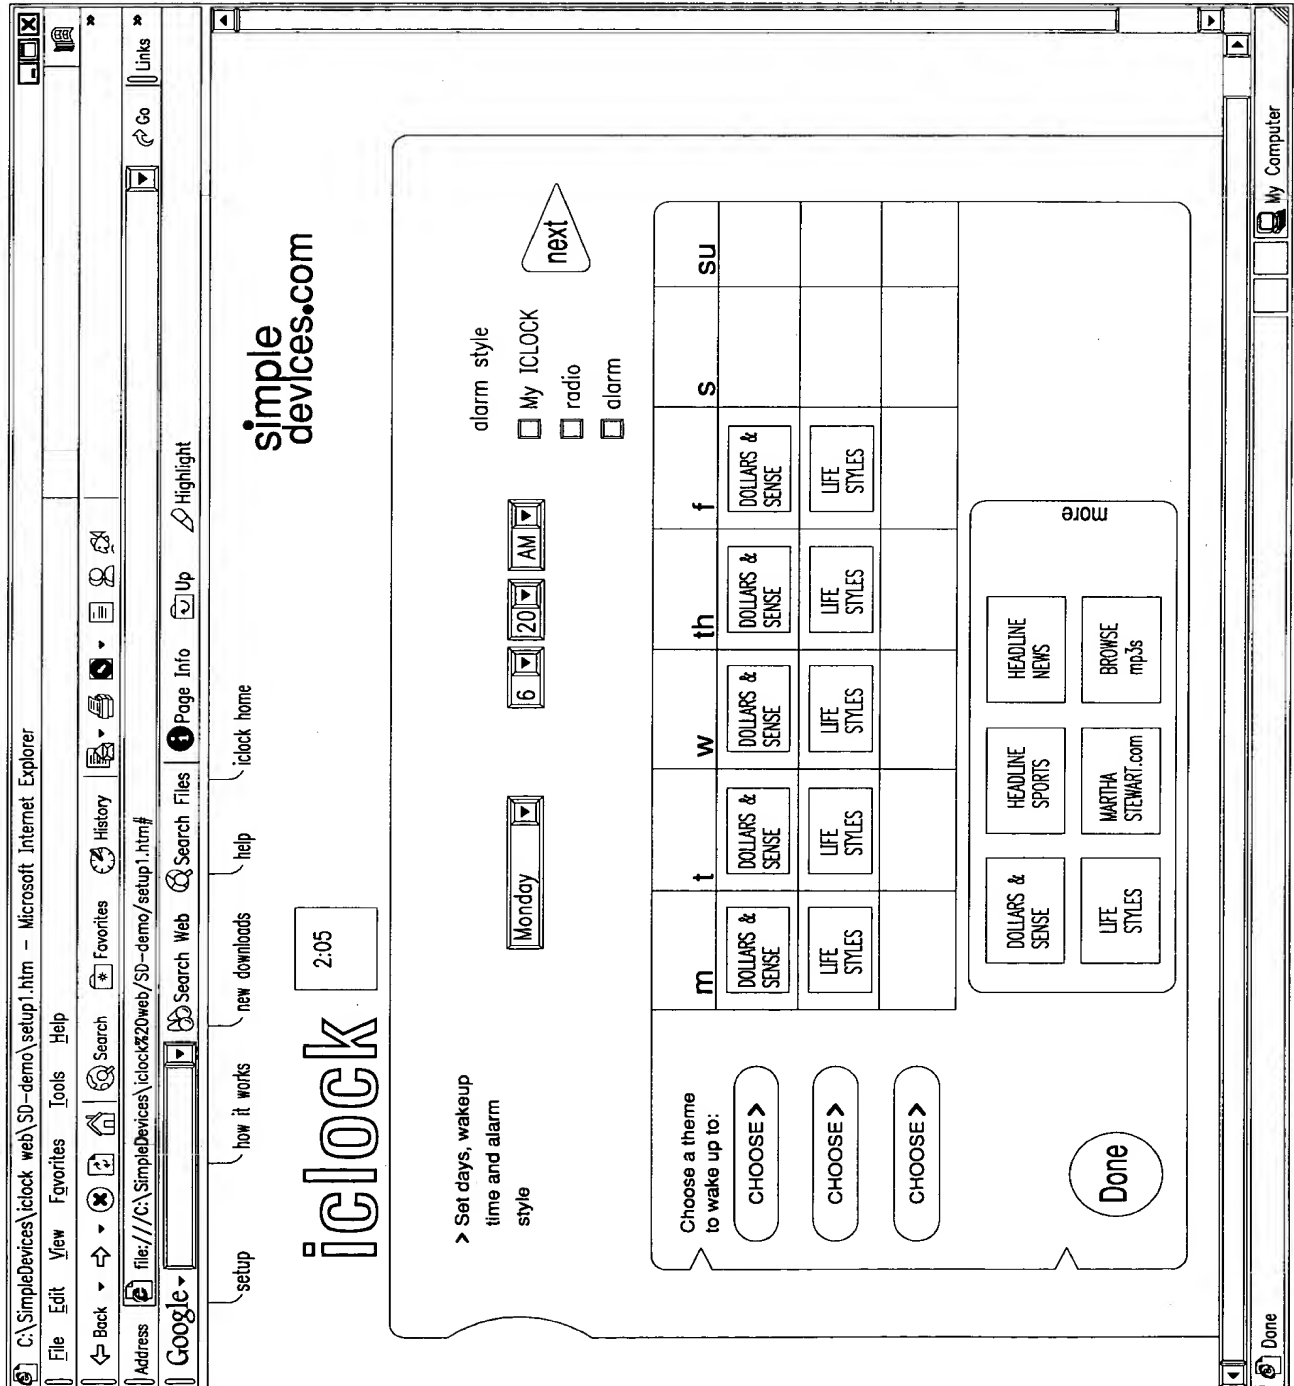 C:\SimpleDevices\iclock web\SD-demo\setup1.htm - Microsoft Internet Explorer
File Edit View Favorites Tools Help
Back Search Favorites History
Address file:///C:\SimpleDevices\iclock%20web/SD-demo/setup1.htm# Go Links
Google Search Web Search Files Page Info Up Highlight
setup how it works new downloads help iclock home
simple
devices.com
iclock 2:05
> Set days, wakeup
time and alarm
style
Monday 6 20 AM
alarm style
My ICLOCK
radio
alarm
next
Choose a theme
to wake up to:
m t w th f s su
CHOOSE >
DOLLARS &
SENSE
DOLLARS &
SENSE
DOLLARS &
SENSE
DOLLARS &
SENSE
DOLLARS &
SENSE
CHOOSE >
LIFE
STYLES
LIFE
STYLES
LIFE
STYLES
LIFE
STYLES
LIFE
STYLES
CHOOSE >
DOLLARS &
SENSE
HEADLINE
SPORTS
HEADLINE
NEWS
LIFE
STYLES
MARTHA
STEWART.com
BROWSE
mp3s
more
Done
Done My Computer